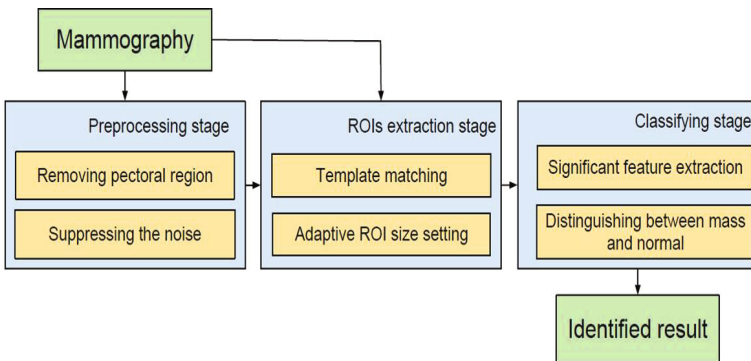 Mammography
Preprocessing stage
Removing pectoral region
Suppressing the noise
ROIs extraction stage
Template matching
Adaptive ROI size setting
Classifying stage
Significant feature extraction
Distinguishing between mass
and normal
Identified result